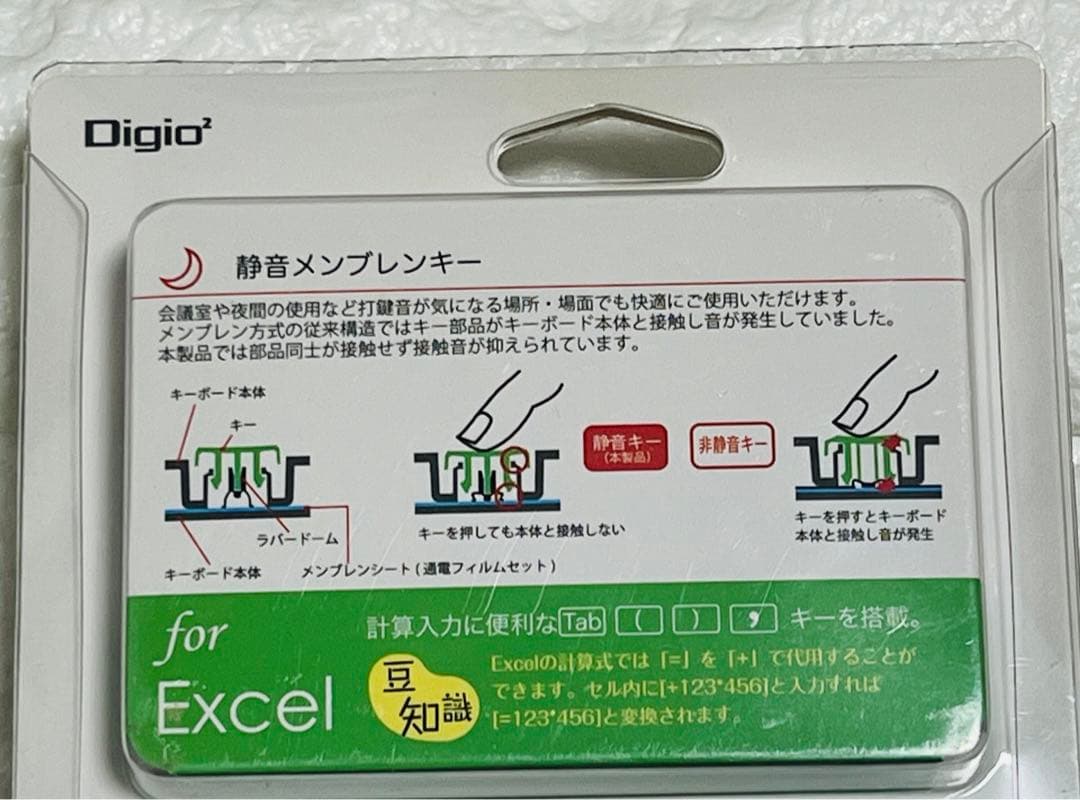 Digio²
静音メンブレンキー
会議室や夜間の使用など打鍵音が気になる場所・場面でも快適にご使用いただけます。
メンブレン方式の従来構造ではキー部品がキーボード本体と接触し音が発生していました。
本製品では部品同士が接触せず接触音が抑えられています。
キーボード本体
キー
ラバードーム
キーボード本体
メンブレンシート(通電フィルムセット)
キーを押しても本体と接触しない
静音キー
(本製品)
非静音キー
キーを押すとキーボード
本体と接触し音が発生
for
Excel
計算入力に便利な Tab ( ) , キーを搭載。
豆
知識
Excelの計算式では「=」を「+」で代用することが
できます。セル内に[+123*456]と入力すれば
[=123*456]と変換されます。